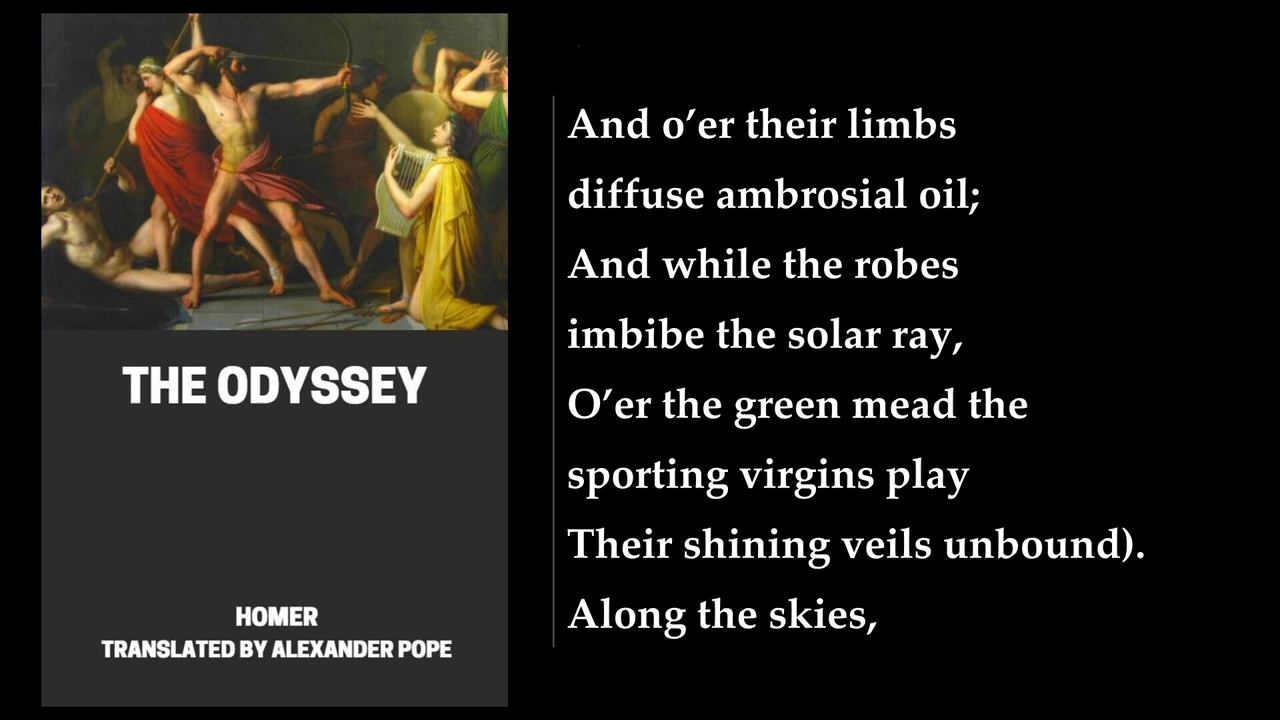 THE ODYSSEY
HOMER
TRANSLATED BY ALEXANDER POPE
And o’er their limbs
diffuse ambrosial oil;
And while the robes
imbibe the solar ray,
O’er the green mead the
sporting virgins play
Their shining veils unbound).
Along the skies,